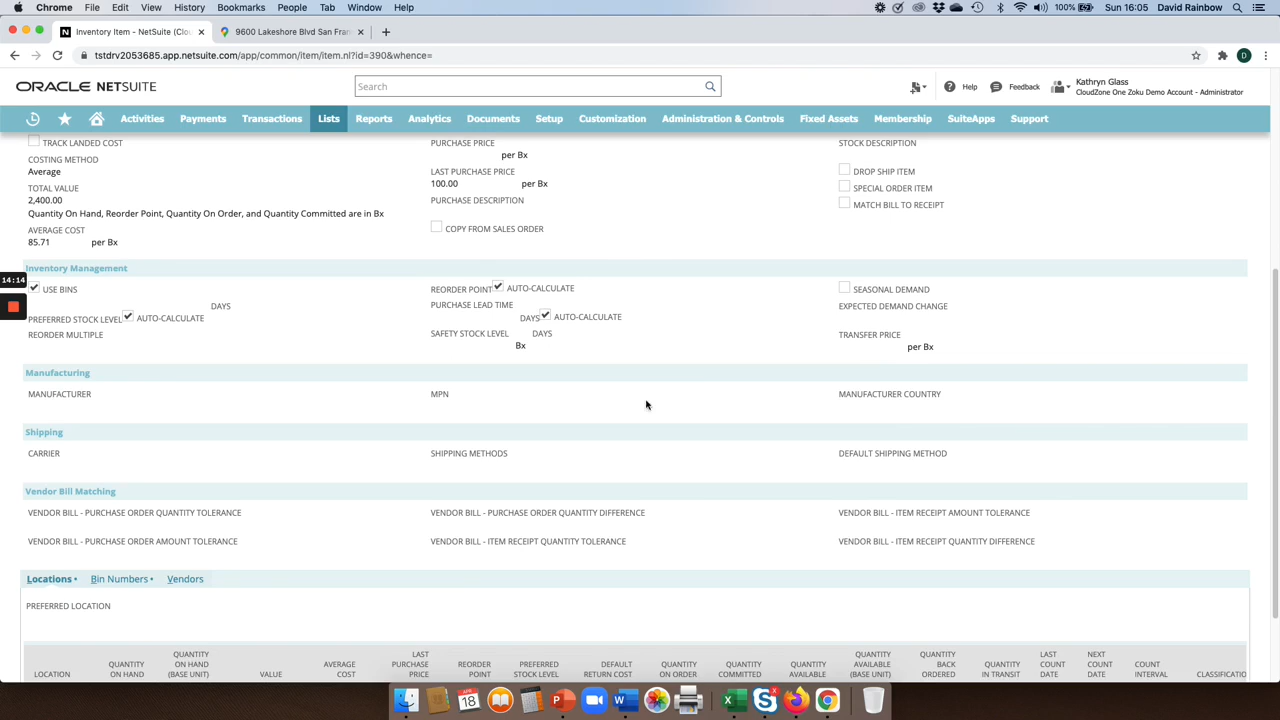 Chrome File Edit View History Bookmarks People Tab Window Help 100% Sun 16:05 David Rainbow
Inventory Item - NetSuite (Clou 9600 Lakeshore Blvd San Fran
tstdrv2053685.app.netsuite.com/app/common/item/item.nl?id=390&whence= D
ORACLE NETSUITE Search Help Feedback Kathryn Glass
CloudZone One Zoku Demo Account - Administrator
Activities Payments Transactions Lists Reports Analytics Documents Setup Customization Administration & Controls Fixed Assets Membership SuiteApps Support
TRACK LANDED COST PURCHASE PRICE STOCK DESCRIPTION
per Bx
COSTING METHOD
Average
LAST PURCHASE PRICE DROP SHIP ITEM
100.00 per Bx
TOTAL VALUE SPECIAL ORDER ITEM
2,400.00 PURCHASE DESCRIPTION MATCH BILL TO RECEIPT
Quantity On Hand, Reorder Point, Quantity On Order, and Quantity Committed are in Bx
AVERAGE COST COPY FROM SALES ORDER
85.71 per Bx
Inventory Management
14:14
USE BINS REORDER POINT AUTO-CALCULATE SEASONAL DEMAND
DAYS PURCHASE LEAD TIME EXPECTED DEMAND CHANGE
PREFERRED STOCK LEVEL AUTO-CALCULATE DAYS AUTO-CALCULATE
REORDER MULTIPLE SAFETY STOCK LEVEL DAYS TRANSFER PRICE
Bx per Bx
Manufacturing
MANUFACTURER MPN MANUFACTURER COUNTRY
Shipping
CARRIER SHIPPING METHODS DEFAULT SHIPPING METHOD
Vendor Bill Matching
VENDOR BILL - PURCHASE ORDER QUANTITY TOLERANCE VENDOR BILL - PURCHASE ORDER QUANTITY DIFFERENCE VENDOR BILL - ITEM RECEIPT AMOUNT TOLERANCE
VENDOR BILL - PURCHASE ORDER AMOUNT TOLERANCE VENDOR BILL - ITEM RECEIPT QUANTITY TOLERANCE VENDOR BILL - ITEM RECEIPT QUANTITY DIFFERENCE
Locations • Bin Numbers • Vendors
PREFERRED LOCATION
LOCATION QUANTITY ON HAND QUANTITY ON HAND (BASE UNIT) VALUE AVERAGE COST LAST PURCHASE PRICE REORDER POINT PREFERRED STOCK LEVEL DEFAULT RETURN COST QUANTITY ON ORDER QUANTITY COMMITTED QUANTITY AVAILABLE QUANTITY AVAILABLE (BASE UNIT) QUANTITY BACK ORDERED QUANTITY IN TRANSIT LAST COUNT DATE NEXT COUNT DATE COUNT INTERVAL CLASSIFICATIO
APR
18